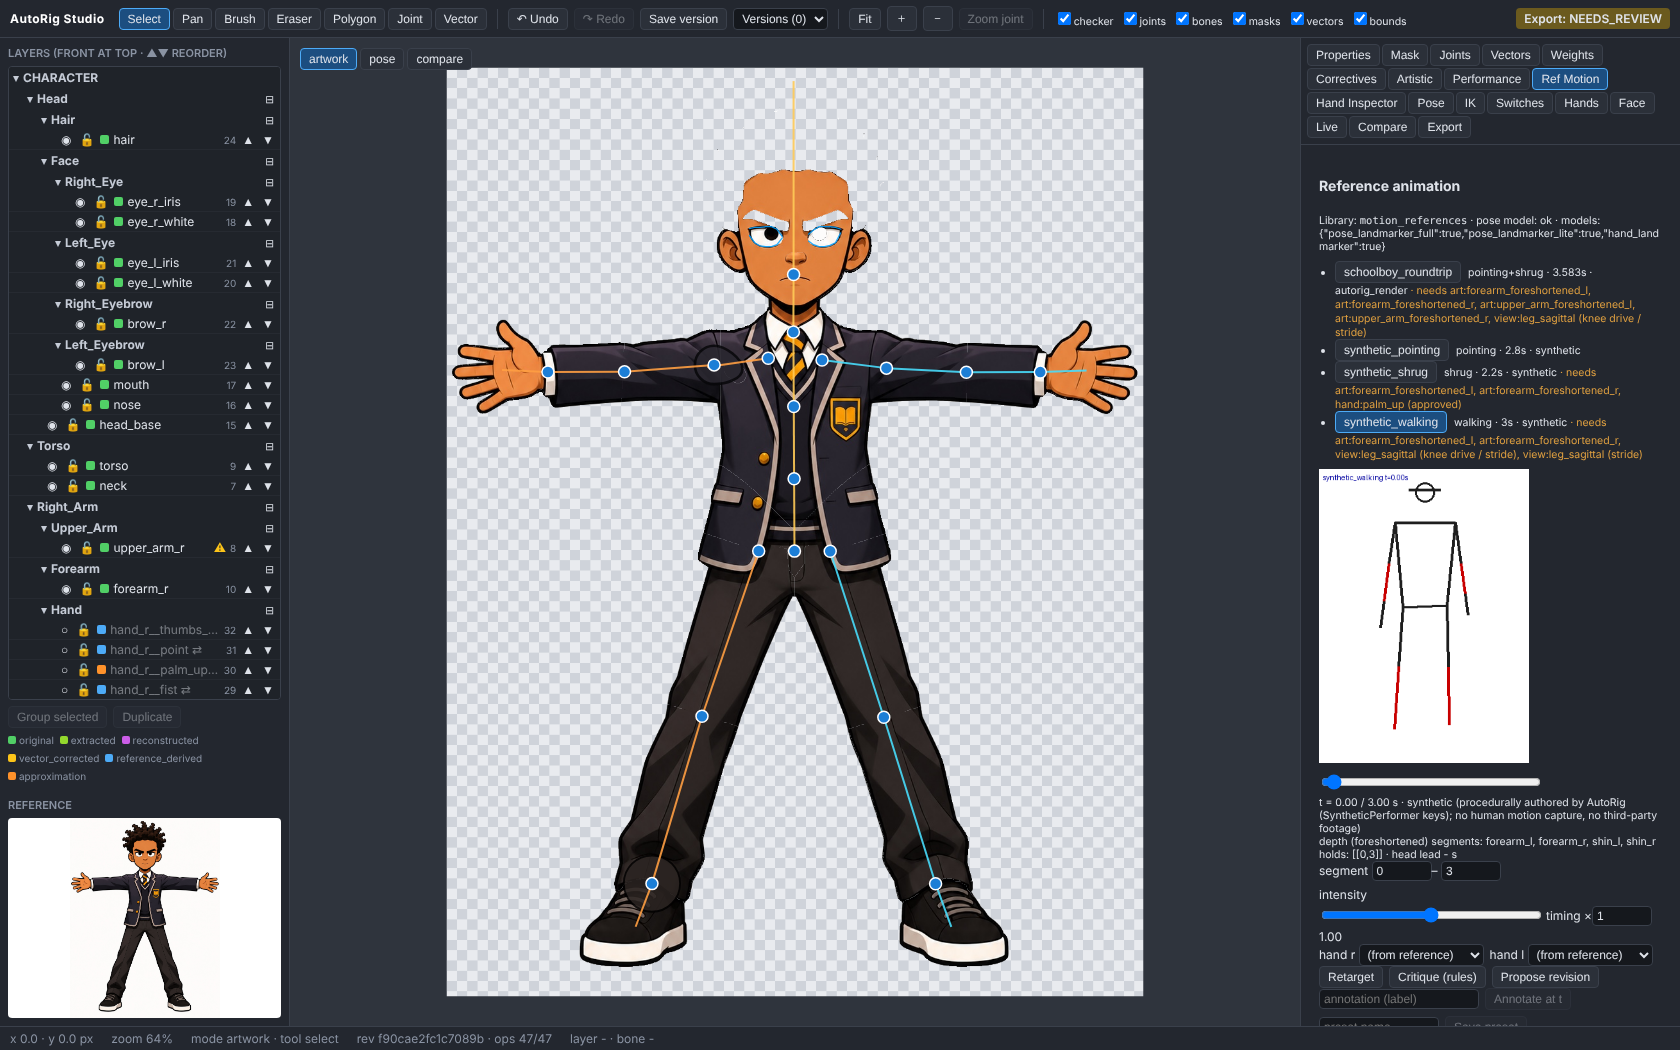 AutoRig Studio Select Pan Brush Eraser Polygon Joint Vector ↶ Undo ↷ Redo Save version Versions (0) Fit + − Zoom joint checker joints bones masks vectors bounds Export: NEEDS_REVIEW
LAYERS (FRONT AT TOP · ▲▼ REORDER)
▾ CHARACTER
▾ Head
▾ Hair
hair 24 ▲ ▼
▾ Face
▾ Right_Eye
eye_r_iris 19 ▲ ▼
eye_r_white 18 ▲ ▼
▾ Left_Eye
eye_l_iris 21 ▲ ▼
eye_l_white 20 ▲ ▼
▾ Right_Eyebrow
brow_r 22 ▲ ▼
▾ Left_Eyebrow
brow_l 23 ▲ ▼
mouth 17 ▲ ▼
nose 16 ▲ ▼
head_base 15 ▲ ▼
▾ Torso
torso 9 ▲ ▼
neck 7 ▲ ▼
▾ Right_Arm
▾ Upper_Arm
upper_arm_r 8 ▲ ▼
▾ Forearm
forearm_r 10 ▲ ▼
▾ Hand
hand_r__thumbs_... 32 ▲ ▼
hand_r__point ⇄ 31 ▲ ▼
hand_r__palm_up... 30 ▲ ▼
hand_r__fist ⇄ 29 ▲ ▼
Group selected Duplicate
original extracted reconstructed
vector_corrected reference_derived
approximation
REFERENCE
artwork pose compare
Properties Mask Joints Vectors Weights
Correctives Artistic Performance Ref Motion
Hand Inspector Pose IK Switches Hands Face
Live Compare Export
Reference animation
Library: motion_references · pose model: ok · models:
{"pose_landmarker_full":true,"pose_landmarker_lite":true,"hand_land
marker":true}
• schoolboy_roundtrip pointing+shrug · 3.583s ·
autorig_render · needs art:forearm_foreshortened_l,
art:forearm_foreshortened_r, art:upper_arm_foreshortened_l,
art:upper_arm_foreshortened_r, view:leg_sagittal (knee drive /
stride)
• synthetic_pointing pointing · 2.8s · synthetic
• synthetic_shrug shrug · 2.2s · synthetic · needs
art:forearm_foreshortened_l, art:forearm_foreshortened_r,
hand:palm_up (approved)
• synthetic_walking walking · 3s · synthetic · needs
art:forearm_foreshortened_l, art:forearm_foreshortened_r,
view:leg_sagittal (knee drive / stride), view:leg_sagittal (stride)
synthetic_walking t=0.00s
t = 0.00 / 3.00 s · synthetic (procedurally authored by AutoRig
(SyntheticPerformer keys); no human motion capture, no third-party
footage)
depth (foreshortened) segments: forearm_l, forearm_r, shin_l, shin_r
holds: [[0,3]] · head lead - s
segment 0 – 3
intensity
timing × 1
1.00
hand r (from reference) hand l (from reference)
Retarget Critique (rules) Propose revision
annotation (label) Annotate at t
x 0.0 · y 0.0 px zoom 64% mode artwork · tool select rev f90cae2fc1c7089b · ops 47/47 layer - · bone -